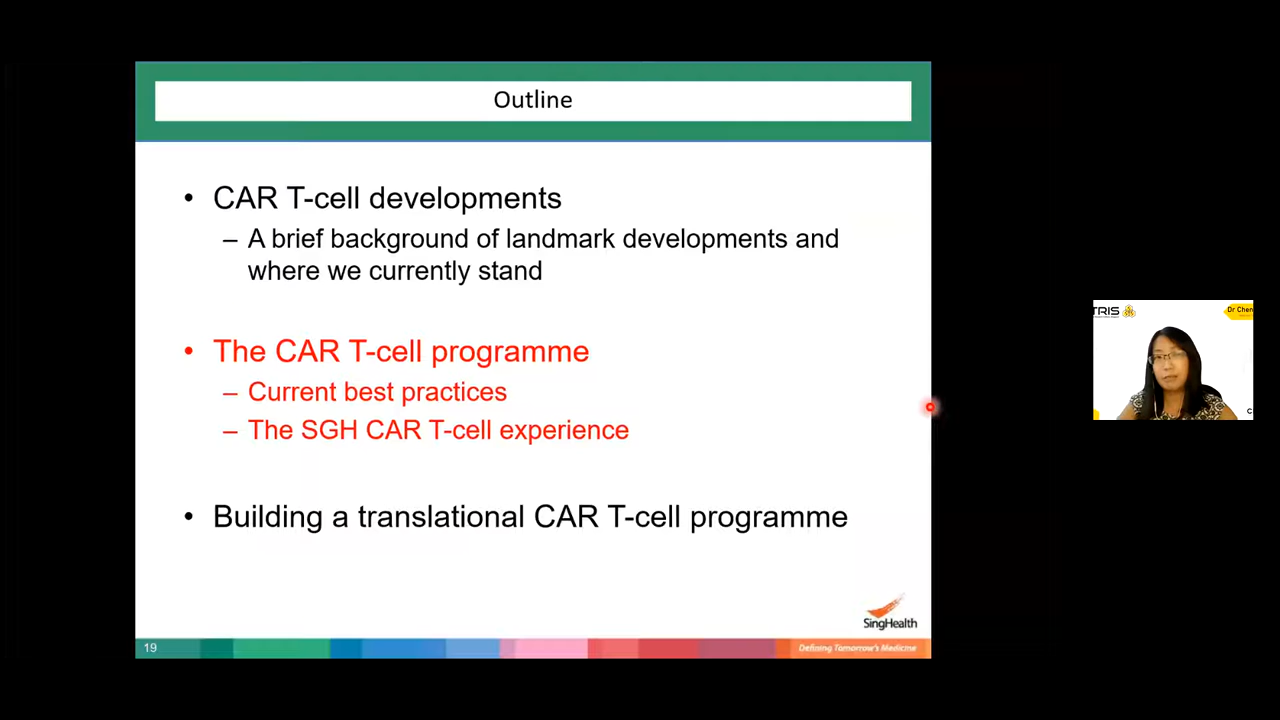 Outline
• CAR T-cell developments
– A brief background of landmark developments and
where we currently stand
• The CAR T-cell programme
– Current best practices
– The SGH CAR T-cell experience
• Building a translational CAR T-cell programme
SingHealth
19
Defining Tomorrow's Medicine
TRIS
Dr Chen
C